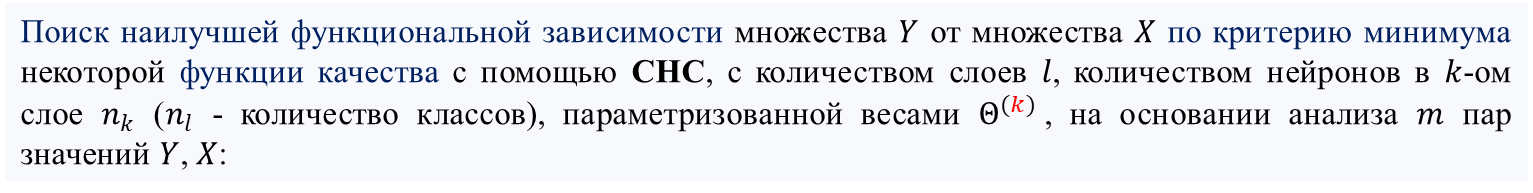 Поиск наилучшей функциональной зависимости множества Y от множества X по критерию минимума
некоторой функции качества с помощью СНС, с количеством слоев l, количеством нейронов в k-ом
слое n_k (n_l - количество классов), параметризованной весами Θ^(k) , на основании анализа m пар
значений Y, X: